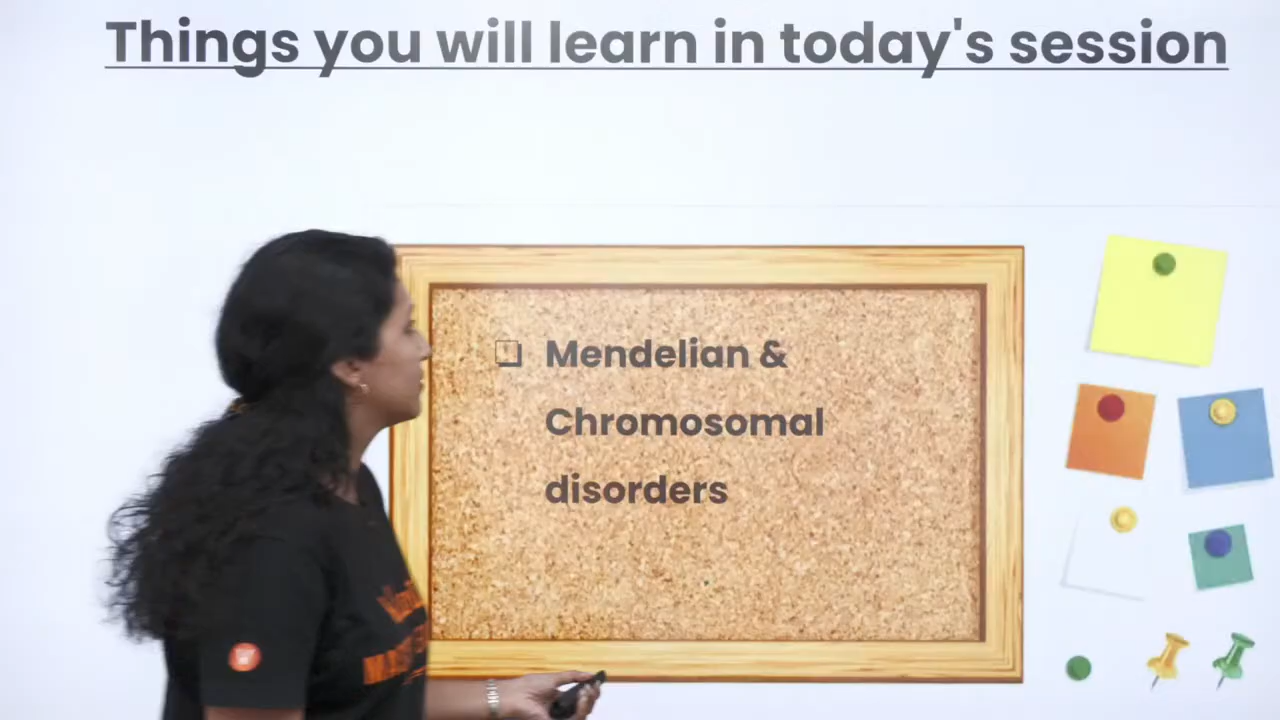 Things you will learn in today's session
❑ Mendelian &
Chromosomal
disorders